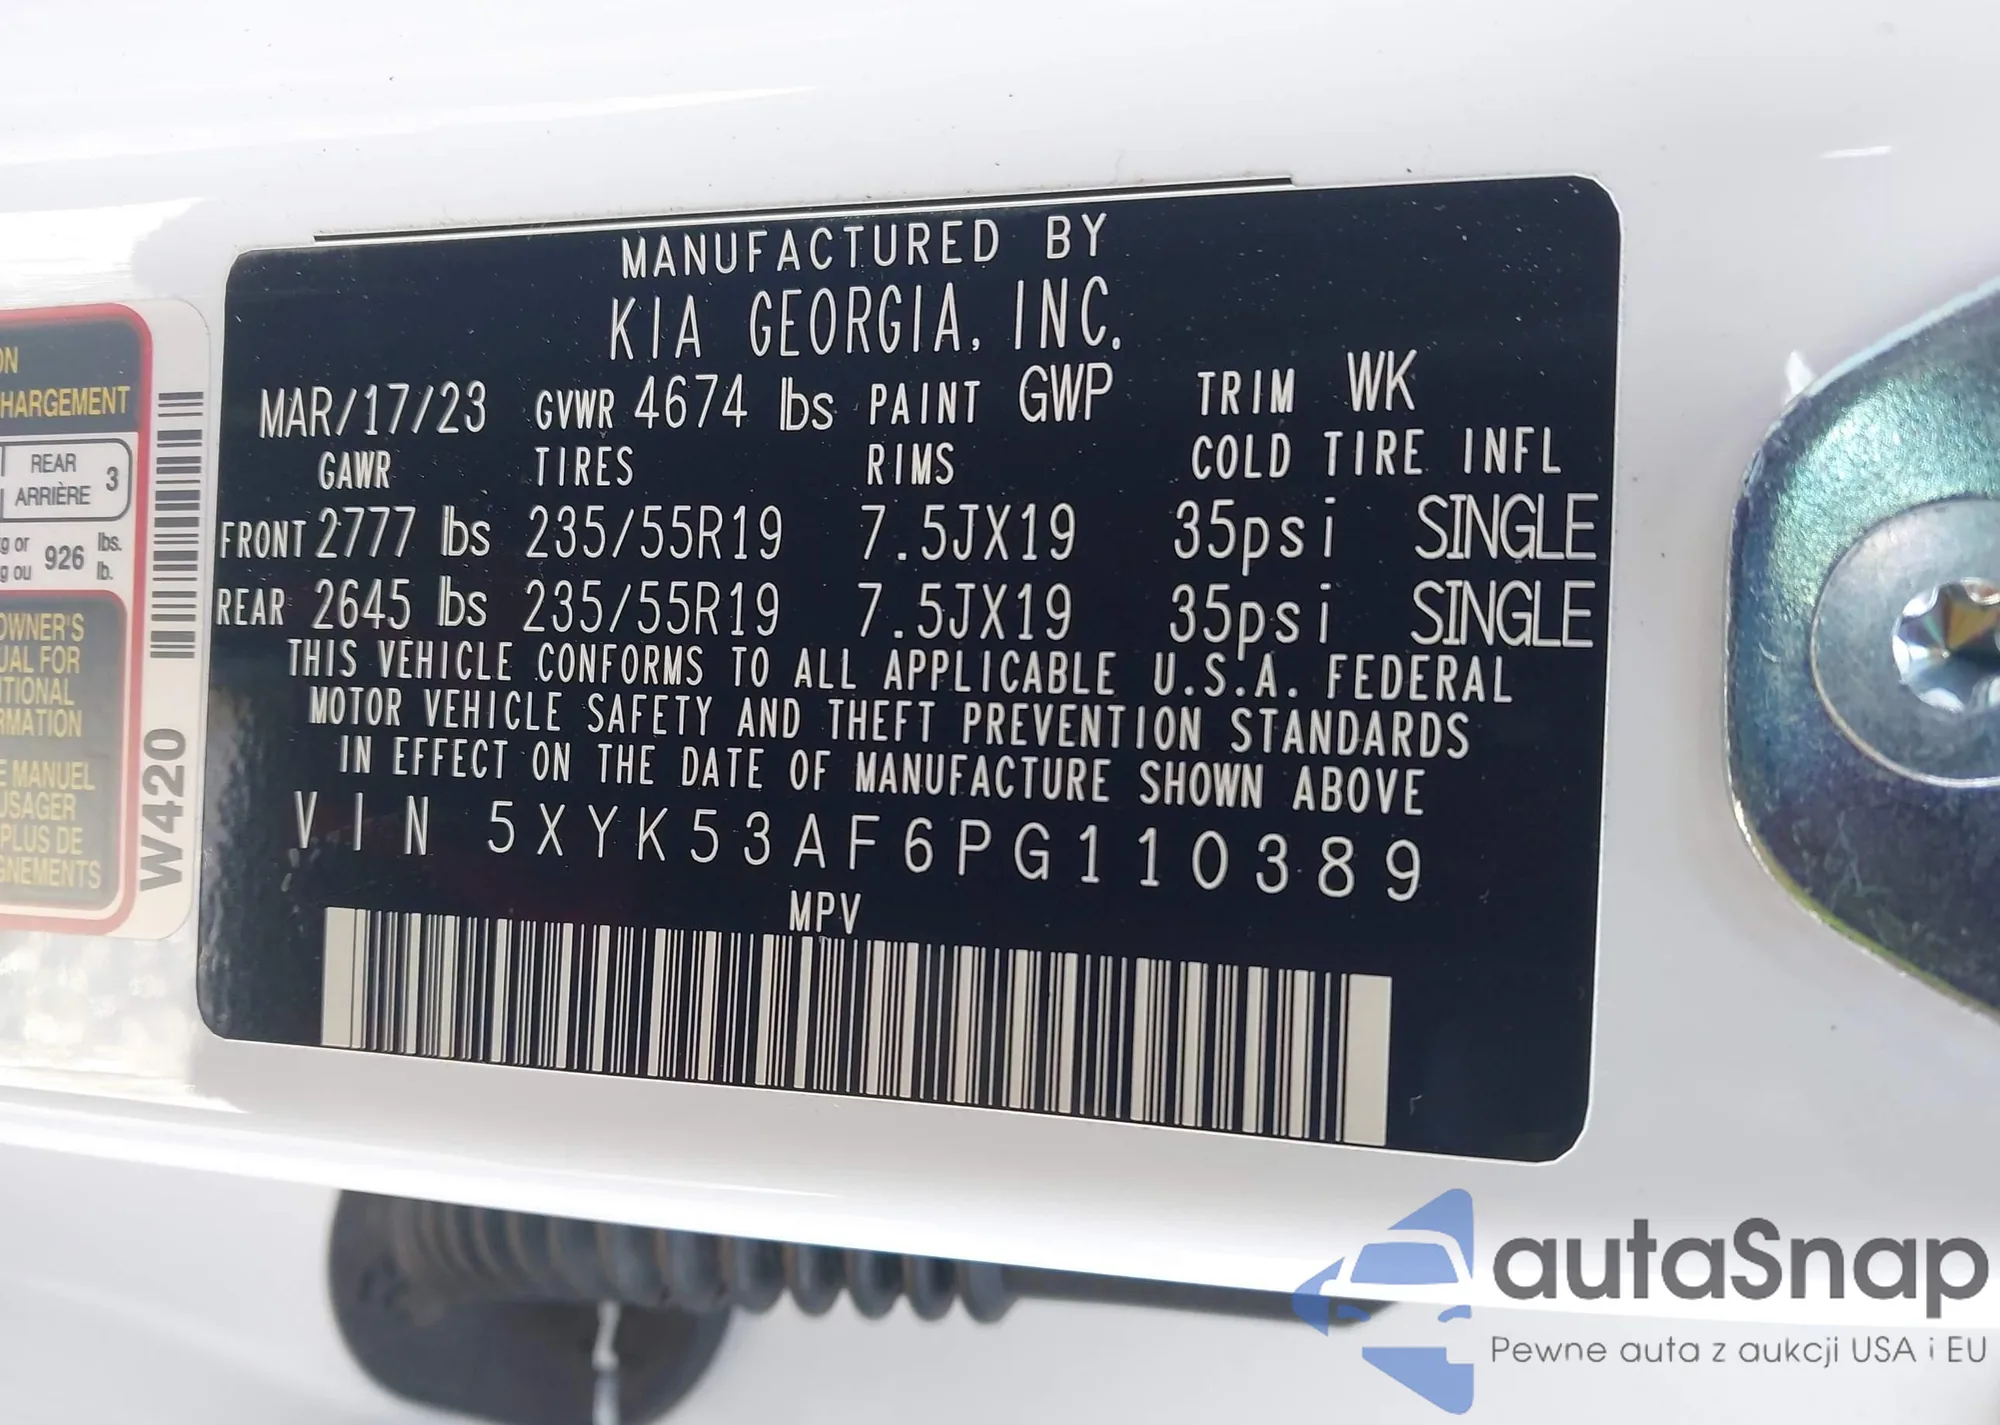 MANUFACTURED BY
KIA GEORGIA, INC.
MAR/17/23 GVWR 4674 lbs PAINT GWP TRIM WK
GAWR TIRES RIMS COLD TIRE INFL
FRONT 2777 lbs 235/55R19 7.5JX19 35psi SINGLE
REAR 2645 lbs 235/55R19 7.5JX19 35psi SINGLE
THIS VEHICLE CONFORMS TO ALL APPLICABLE U.S.A. FEDERAL
MOTOR VEHICLE SAFETY AND THEFT PREVENTION STANDARDS
IN EFFECT ON THE DATE OF MANUFACTURE SHOWN ABOVE
VIN 5XYK53AF6PG110389
MPV
REAR
ARRIÈRE 3
926 lbs.
lb.
MANUEL
PLUS DE
W420
autaSnap
Pewne auta z aukcji USA i EU